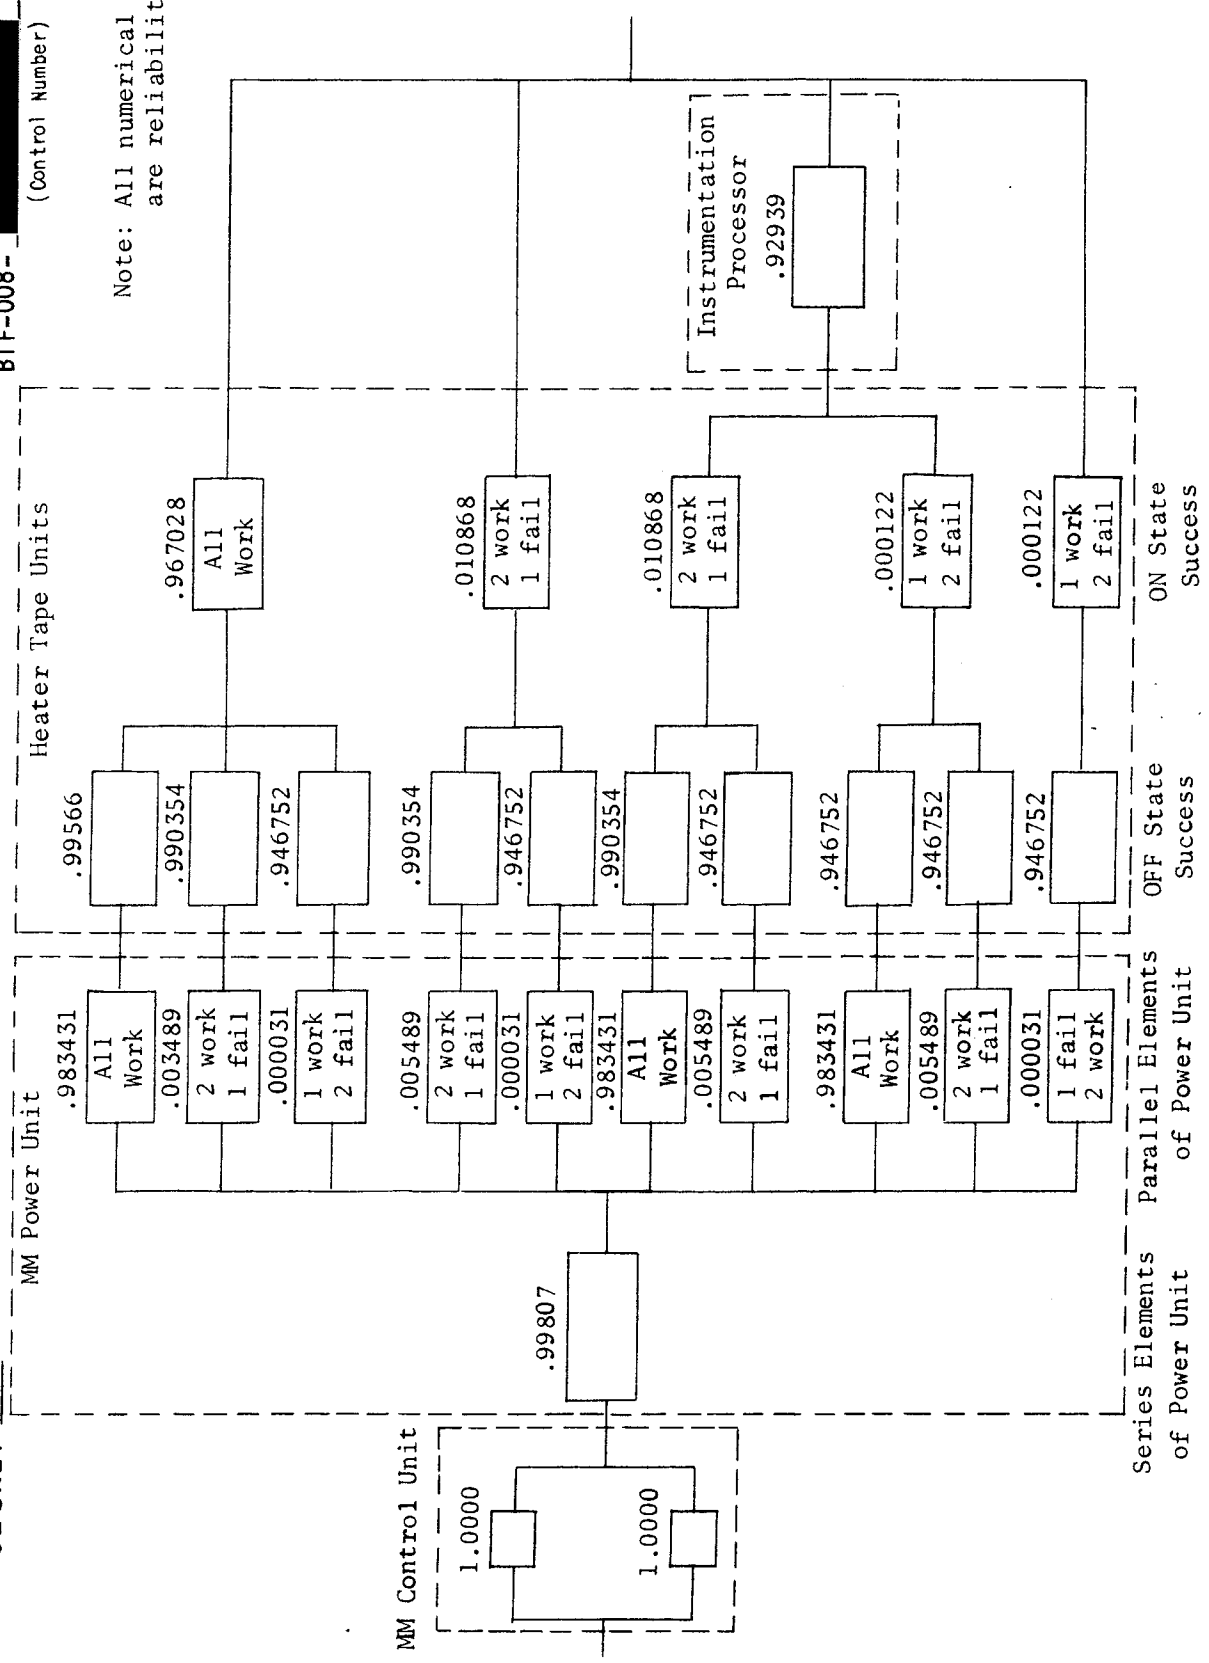 BIF-008-
(Control Number)
Note: All numerical
are reliabilit
MM Control Unit
1.0000
1.0000
MM Power Unit
.99807
.983431
All
Work
.003489
2 work
1 fail
.000031
1 work
2 fail
.005489
2 work
1 fail
.000031
1 work
2 fail
.983431
All
Work
.005489
2 work
1 fail
.983431
All
Work
.005489
2 work
1 fail
.000031
1 fail
2 work
Series Elements
of Power Unit
Parallel Elements
of Power Unit
Heater Tape Units
.99566
.990354
.946752
.990354
.946752
.990354
.946752
.946752
.946752
.946752
OFF State
Success
.967028
All
Work
.010868
2 work
1 fail
.010868
2 work
1 fail
.000122
1 work
2 fail
.000122
1 work
2 fail
ON State
Success
Instrumentation
Processor
.92939